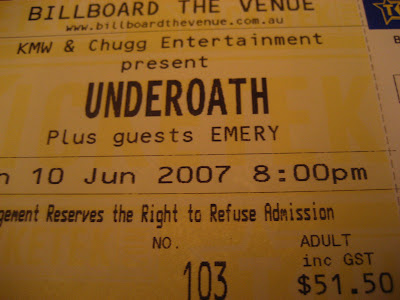 BILLBOARD THE VENUE
www.billboardthevenue.com.au
KMW & Chugg Entertainment
present
UNDEROATH
Plus guests EMERY
n 10 Jun 2007 8:00pm
gement Reserves the Right to Refuse Admission
NO. ADULT
inc GST
103 $51.50